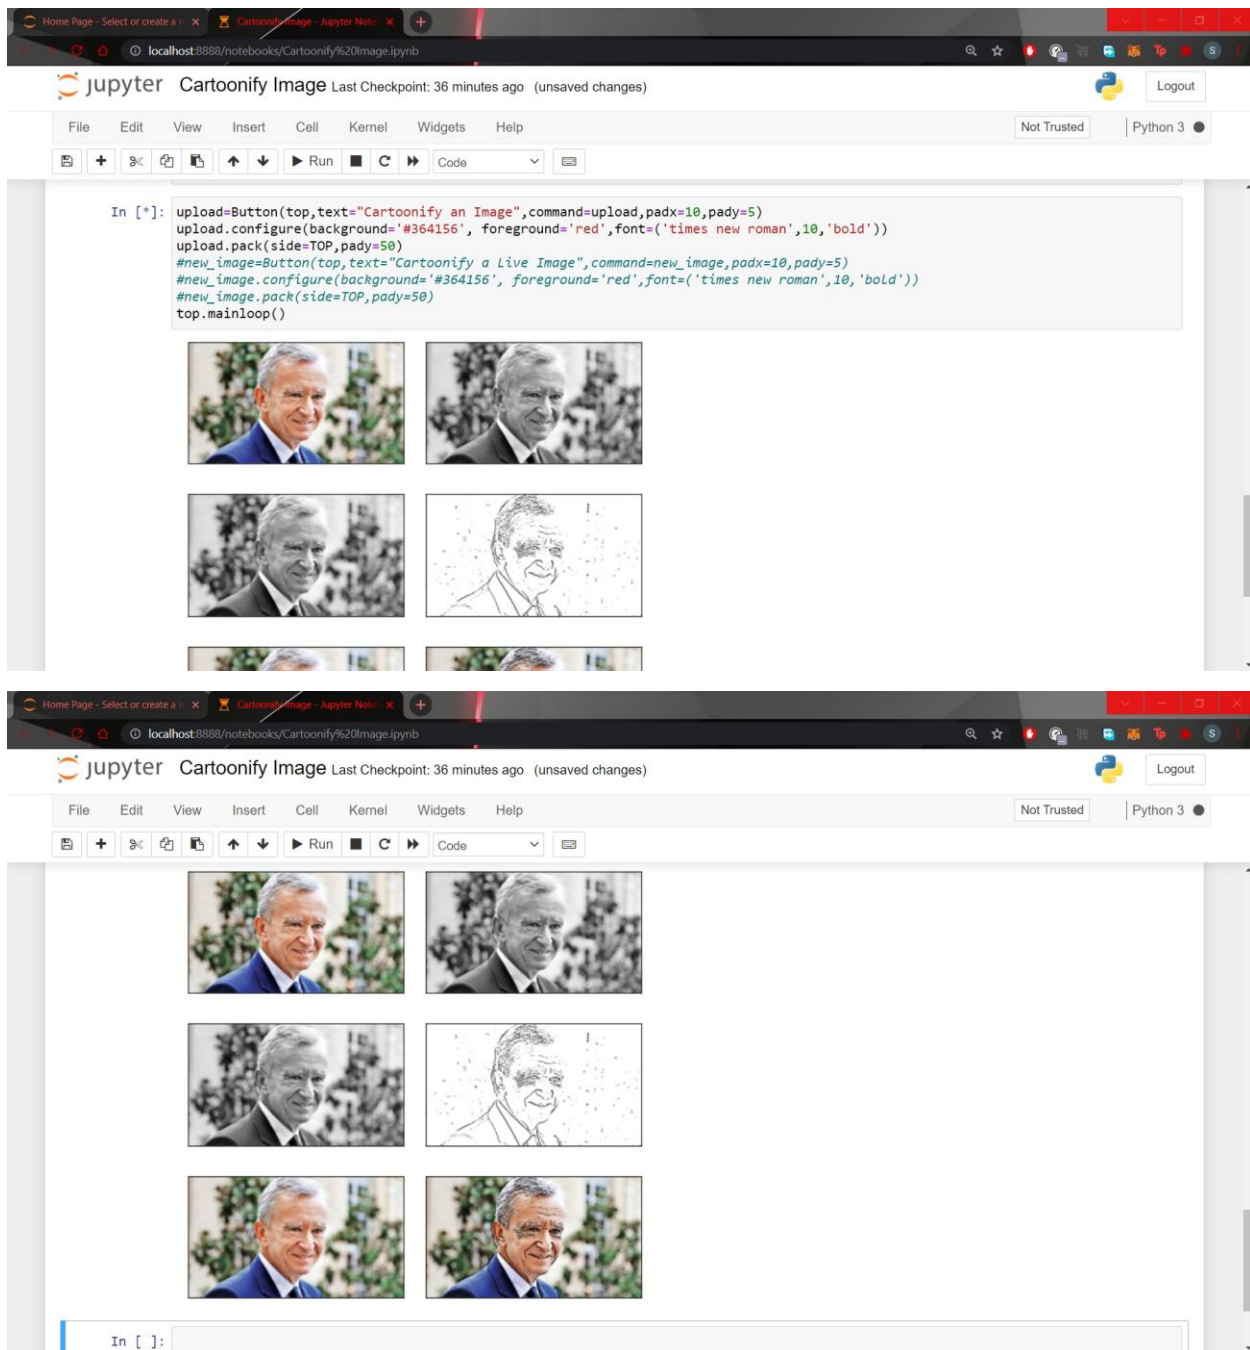 Home Page - Select or create a n
Cartoonify Image - Jupyter Note
localhost:8888/notebooks/Cartoonify%20Image.ipynb
Tp
S
jupyter Cartoonify Image Last Checkpoint: 36 minutes ago (unsaved changes)
Logout
File Edit View Insert Cell Kernel Widgets Help
Not Trusted
Python 3
Run
Code
In [*]:
upload=Button(top,text="Cartoonify an Image",command=upload,padx=10,pady=5)
upload.configure(background='#364156', foreground='red',font=('times new roman',10,'bold'))
upload.pack(side=TOP,pady=50)
#new_image=Button(top,text="Cartoonify a Live Image",command=new_image,padx=10,pady=5)
#new_image.configure(background='#364156', foreground='red',font=('times new roman',10,'bold'))
#new_image.pack(side=TOP,pady=50)
top.mainloop()
Home Page - Select or create a n
Cartoonify Image - Jupyter Note
localhost:8888/notebooks/Cartoonify%20Image.ipynb
Tp
S
jupyter Cartoonify Image Last Checkpoint: 36 minutes ago (unsaved changes)
Logout
File Edit View Insert Cell Kernel Widgets Help
Not Trusted
Python 3
Run
Code
In [ ]: